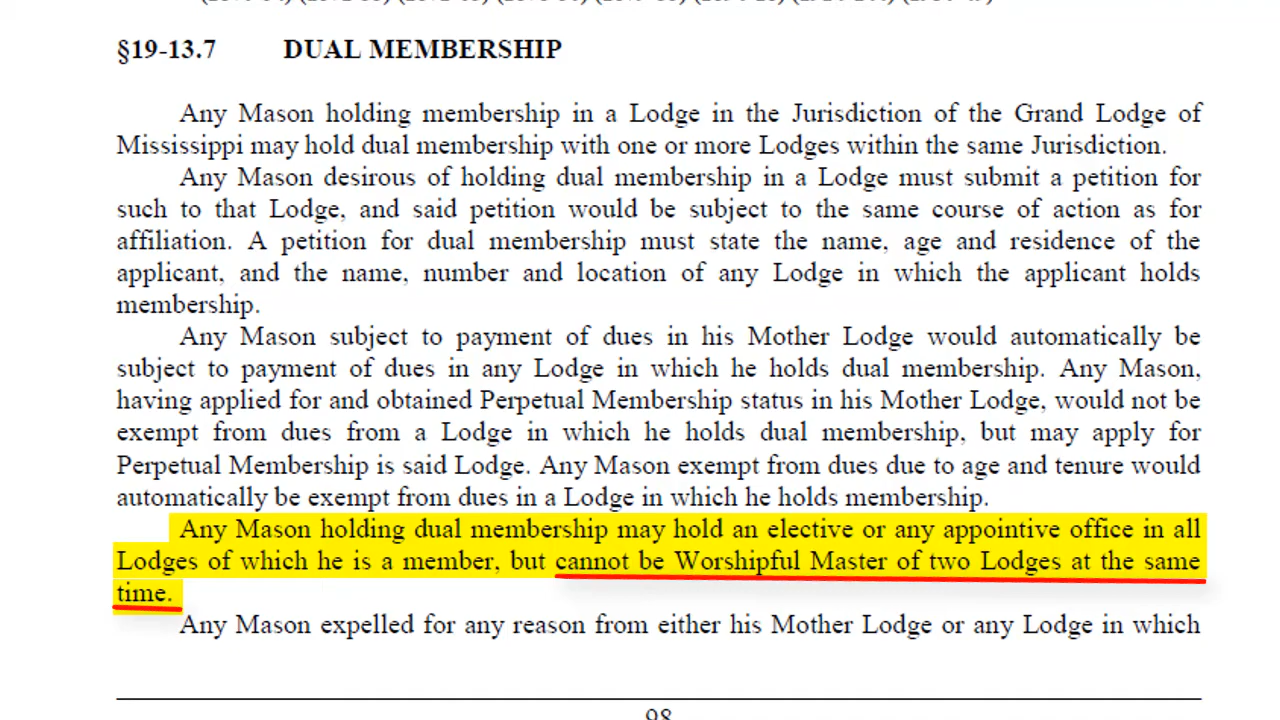 §19-13.7 DUAL MEMBERSHIP
Any Mason holding membership in a Lodge in the Jurisdiction of the Grand Lodge of
Mississippi may hold dual membership with one or more Lodges within the same Jurisdiction.
Any Mason desirous of holding dual membership in a Lodge must submit a petition for
such to that Lodge, and said petition would be subject to the same course of action as for
affiliation. A petition for dual membership must state the name, age and residence of the
applicant, and the name, number and location of any Lodge in which the applicant holds
membership.
Any Mason subject to payment of dues in his Mother Lodge would automatically be
subject to payment of dues in any Lodge in which he holds dual membership. Any Mason,
having applied for and obtained Perpetual Membership status in his Mother Lodge, would not be
exempt from dues from a Lodge in which he holds dual membership, but may apply for
Perpetual Membership is said Lodge. Any Mason exempt from dues due to age and tenure would
automatically be exempt from dues in a Lodge in which he holds membership.
Any Mason holding dual membership may hold an elective or any appointive office in all
Lodges of which he is a member, but cannot be Worshipful Master of two Lodges at the same
time.
Any Mason expelled for any reason from either his Mother Lodge or any Lodge in which
98